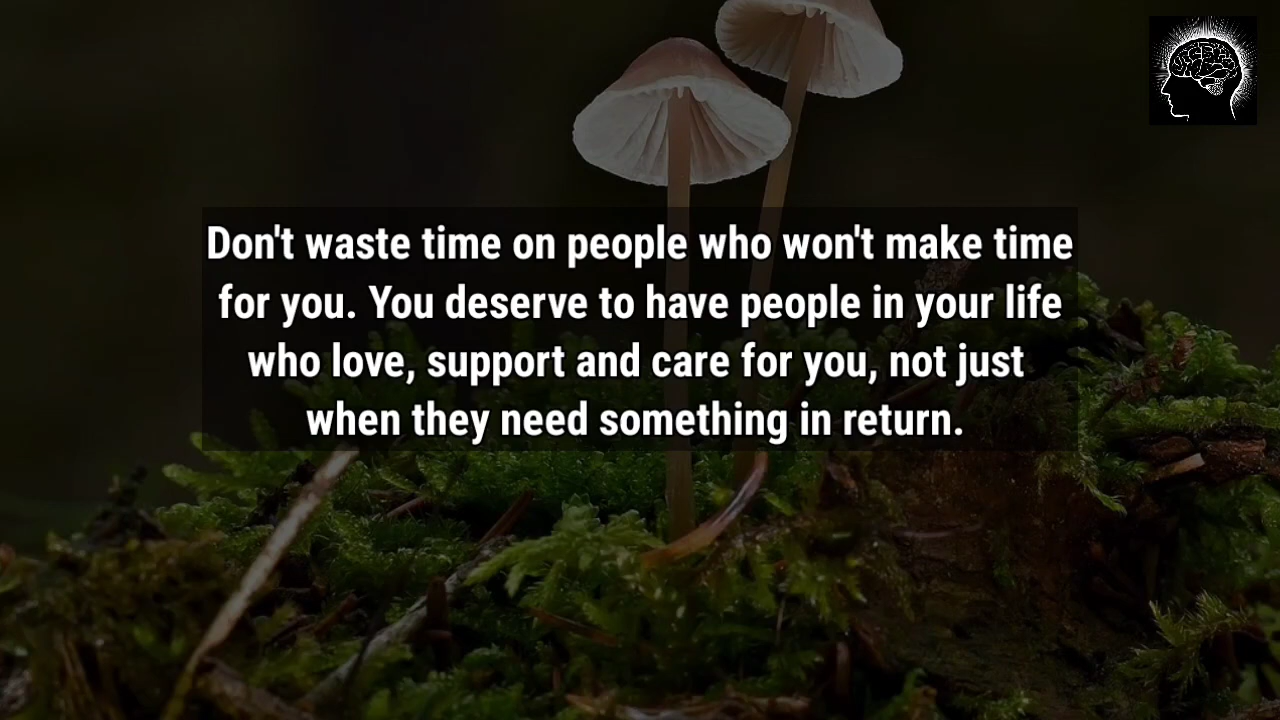 Don't waste time on people who won't make time
for you. You deserve to have people in your life
who love, support and care for you, not just
when they need something in return.